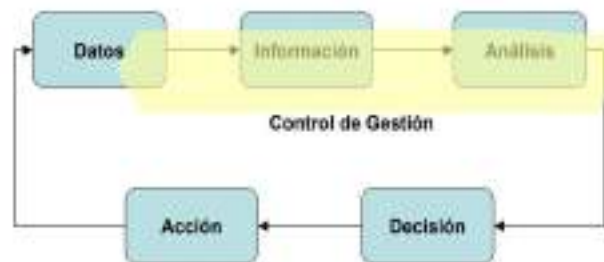 Datos
Información
Análisis
Control de Gestión
Acción
Decisión